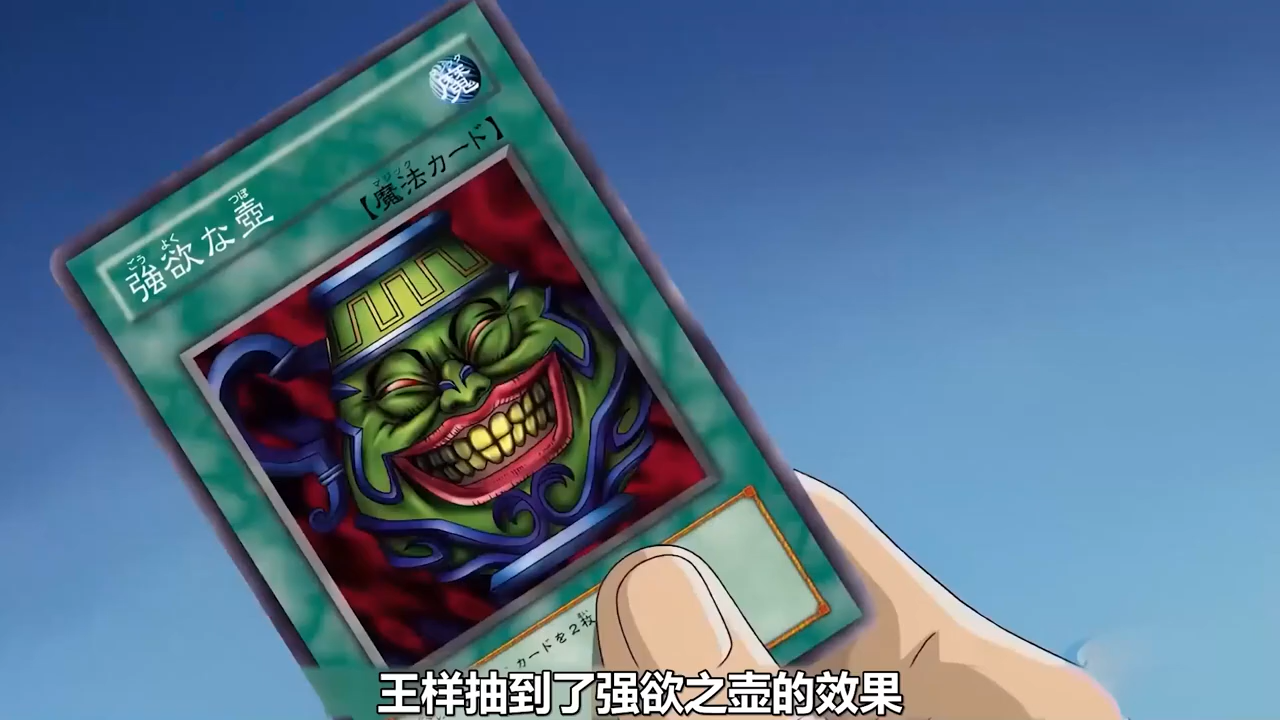 魔
強欲な壺
【魔法カード】
カードを2枚
王样抽到了强欲之壶的效果